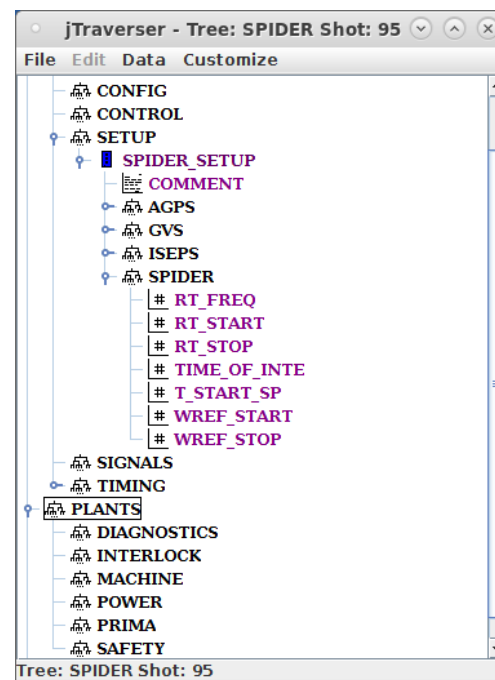 jTraverser - Tree: SPIDER Shot: 95
File Edit Data Customize
CONFIG
CONTROL
SETUP
SPIDER_SETUP
COMMENT
AGPS
GVS
ISEPS
SPIDER
# RT_FREQ
# RT_START
# RT_STOP
# TIME_OF_INTE
# T_START_SP
# WREF_START
# WREF_STOP
SIGNALS
TIMING
PLANTS
DIAGNOSTICS
INTERLOCK
MACHINE
POWER
PRIMA
SAFETY
Tree: SPIDER Shot: 95